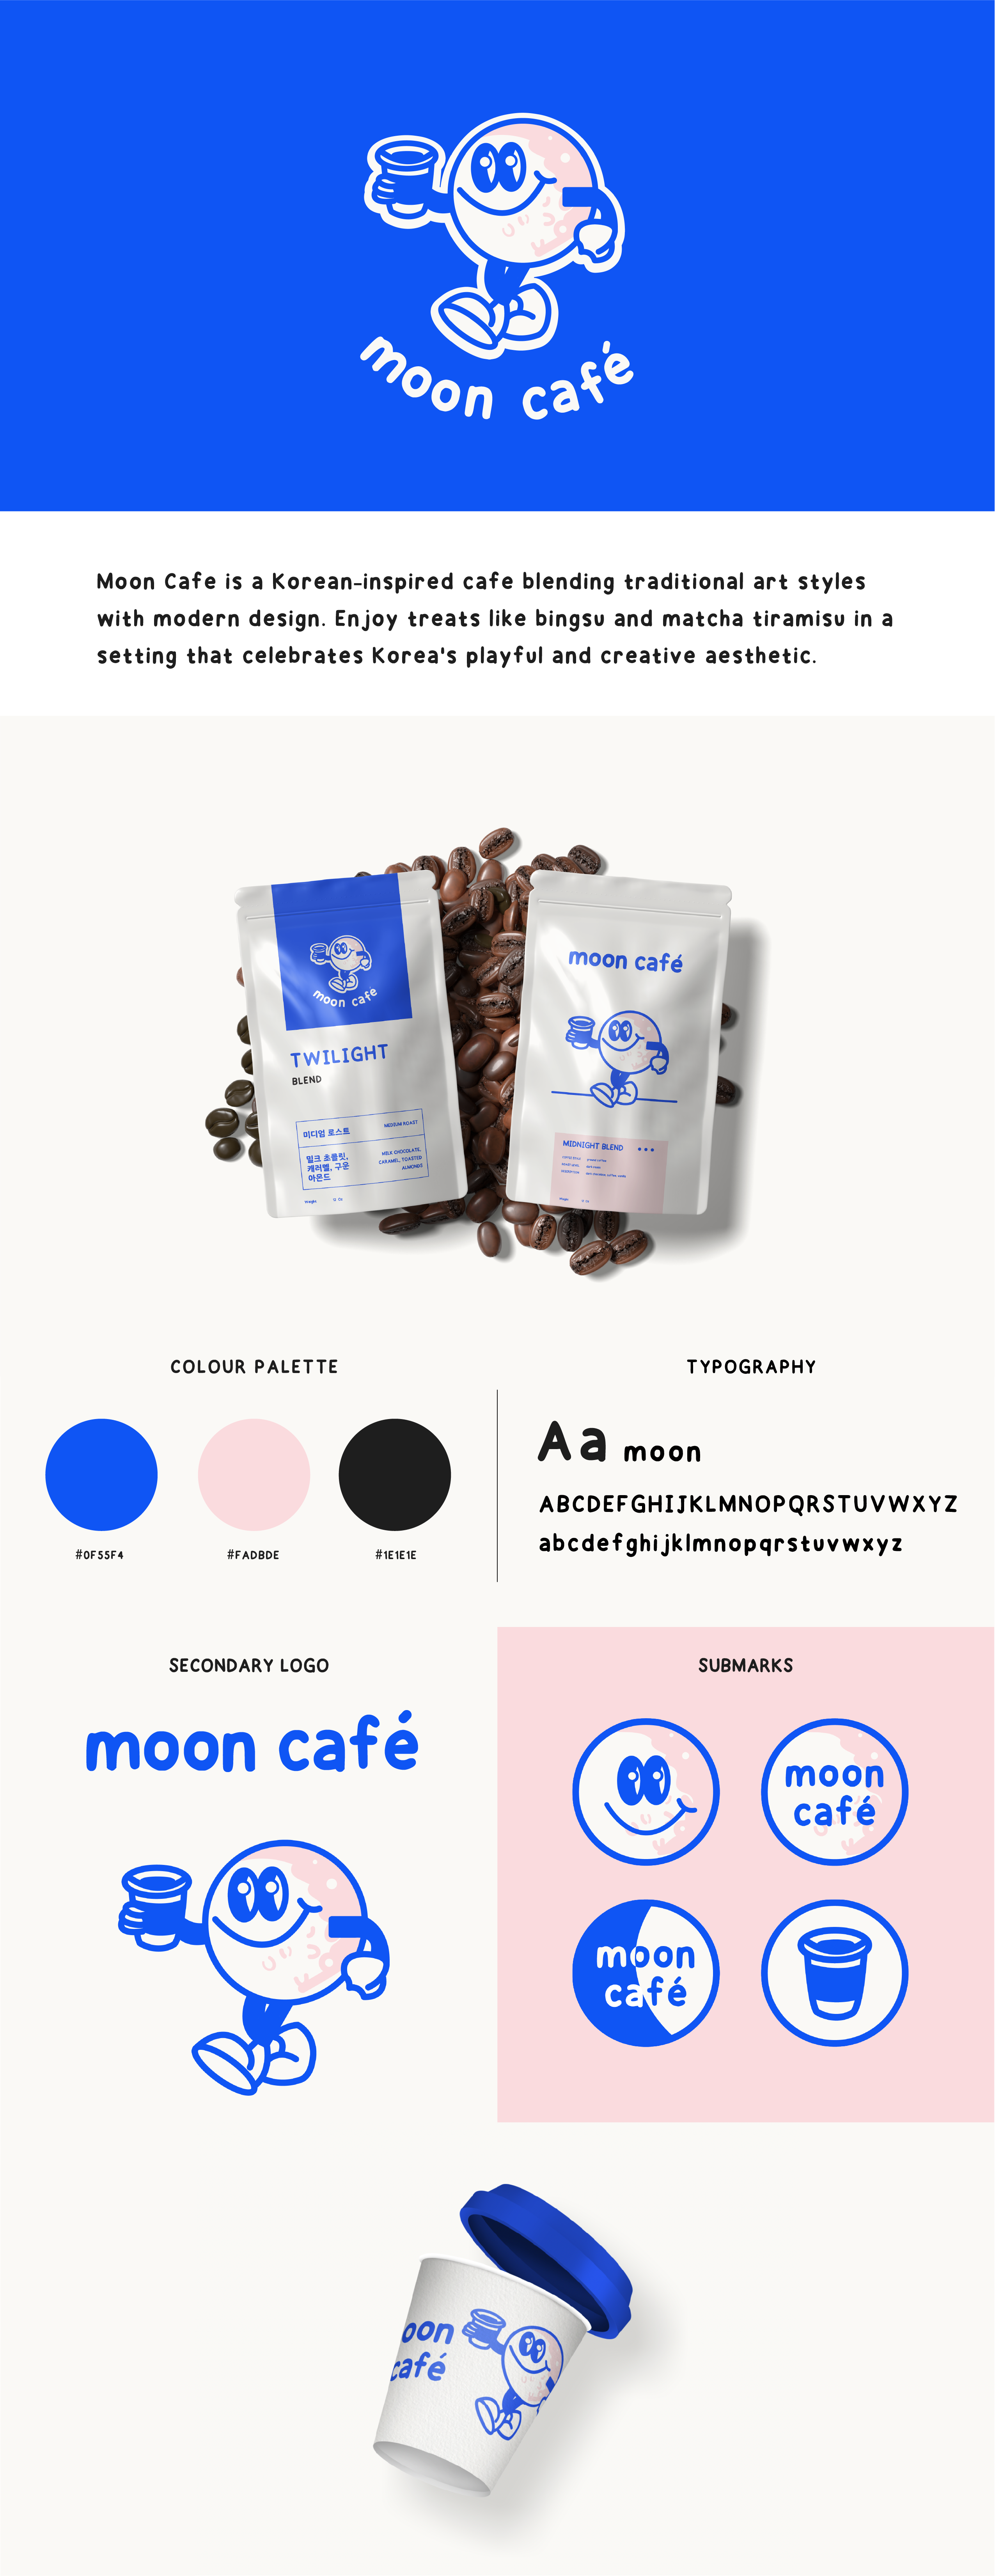 moon café
Moon Cafe is a Korean-inspired cafe blending traditional art styles
with modern design. Enjoy treats like bingsu and matcha tiramisu in a
setting that celebrates Korea's playful and creative aesthetic.
moon cafe
TWILIGHT
BLEND
미디엄 로스트
MEDIUM ROAST
밀크 초콜릿,
캐러멜, 구운
아몬드
MILK CHOCOLATE,
CARAMEL, TOASTED
ALMONDS
Weight
12 Oz
moon café
MIDNIGHT BLEND
COLOUR PALETTE
#0F55F4
#FADBDE
#1E1E1E
TYPOGRAPHY
Aa moon
ABCDEFGHIJKLMNOPQRSTUVWXYZ
abcdefghijklmnopqrstuvwxyz
SECONDARY LOGO
moon café
SUBMARKS
moon
café
moon
café
oon
café